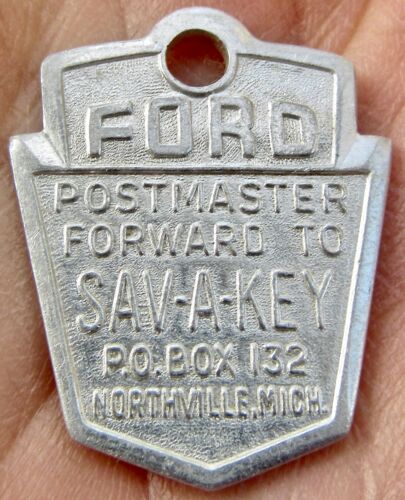 FORD
POSTMASTER
FORWARD TO
SAV-A-KEY
P.O. BOX 132
NORTHVILLE, MICH.